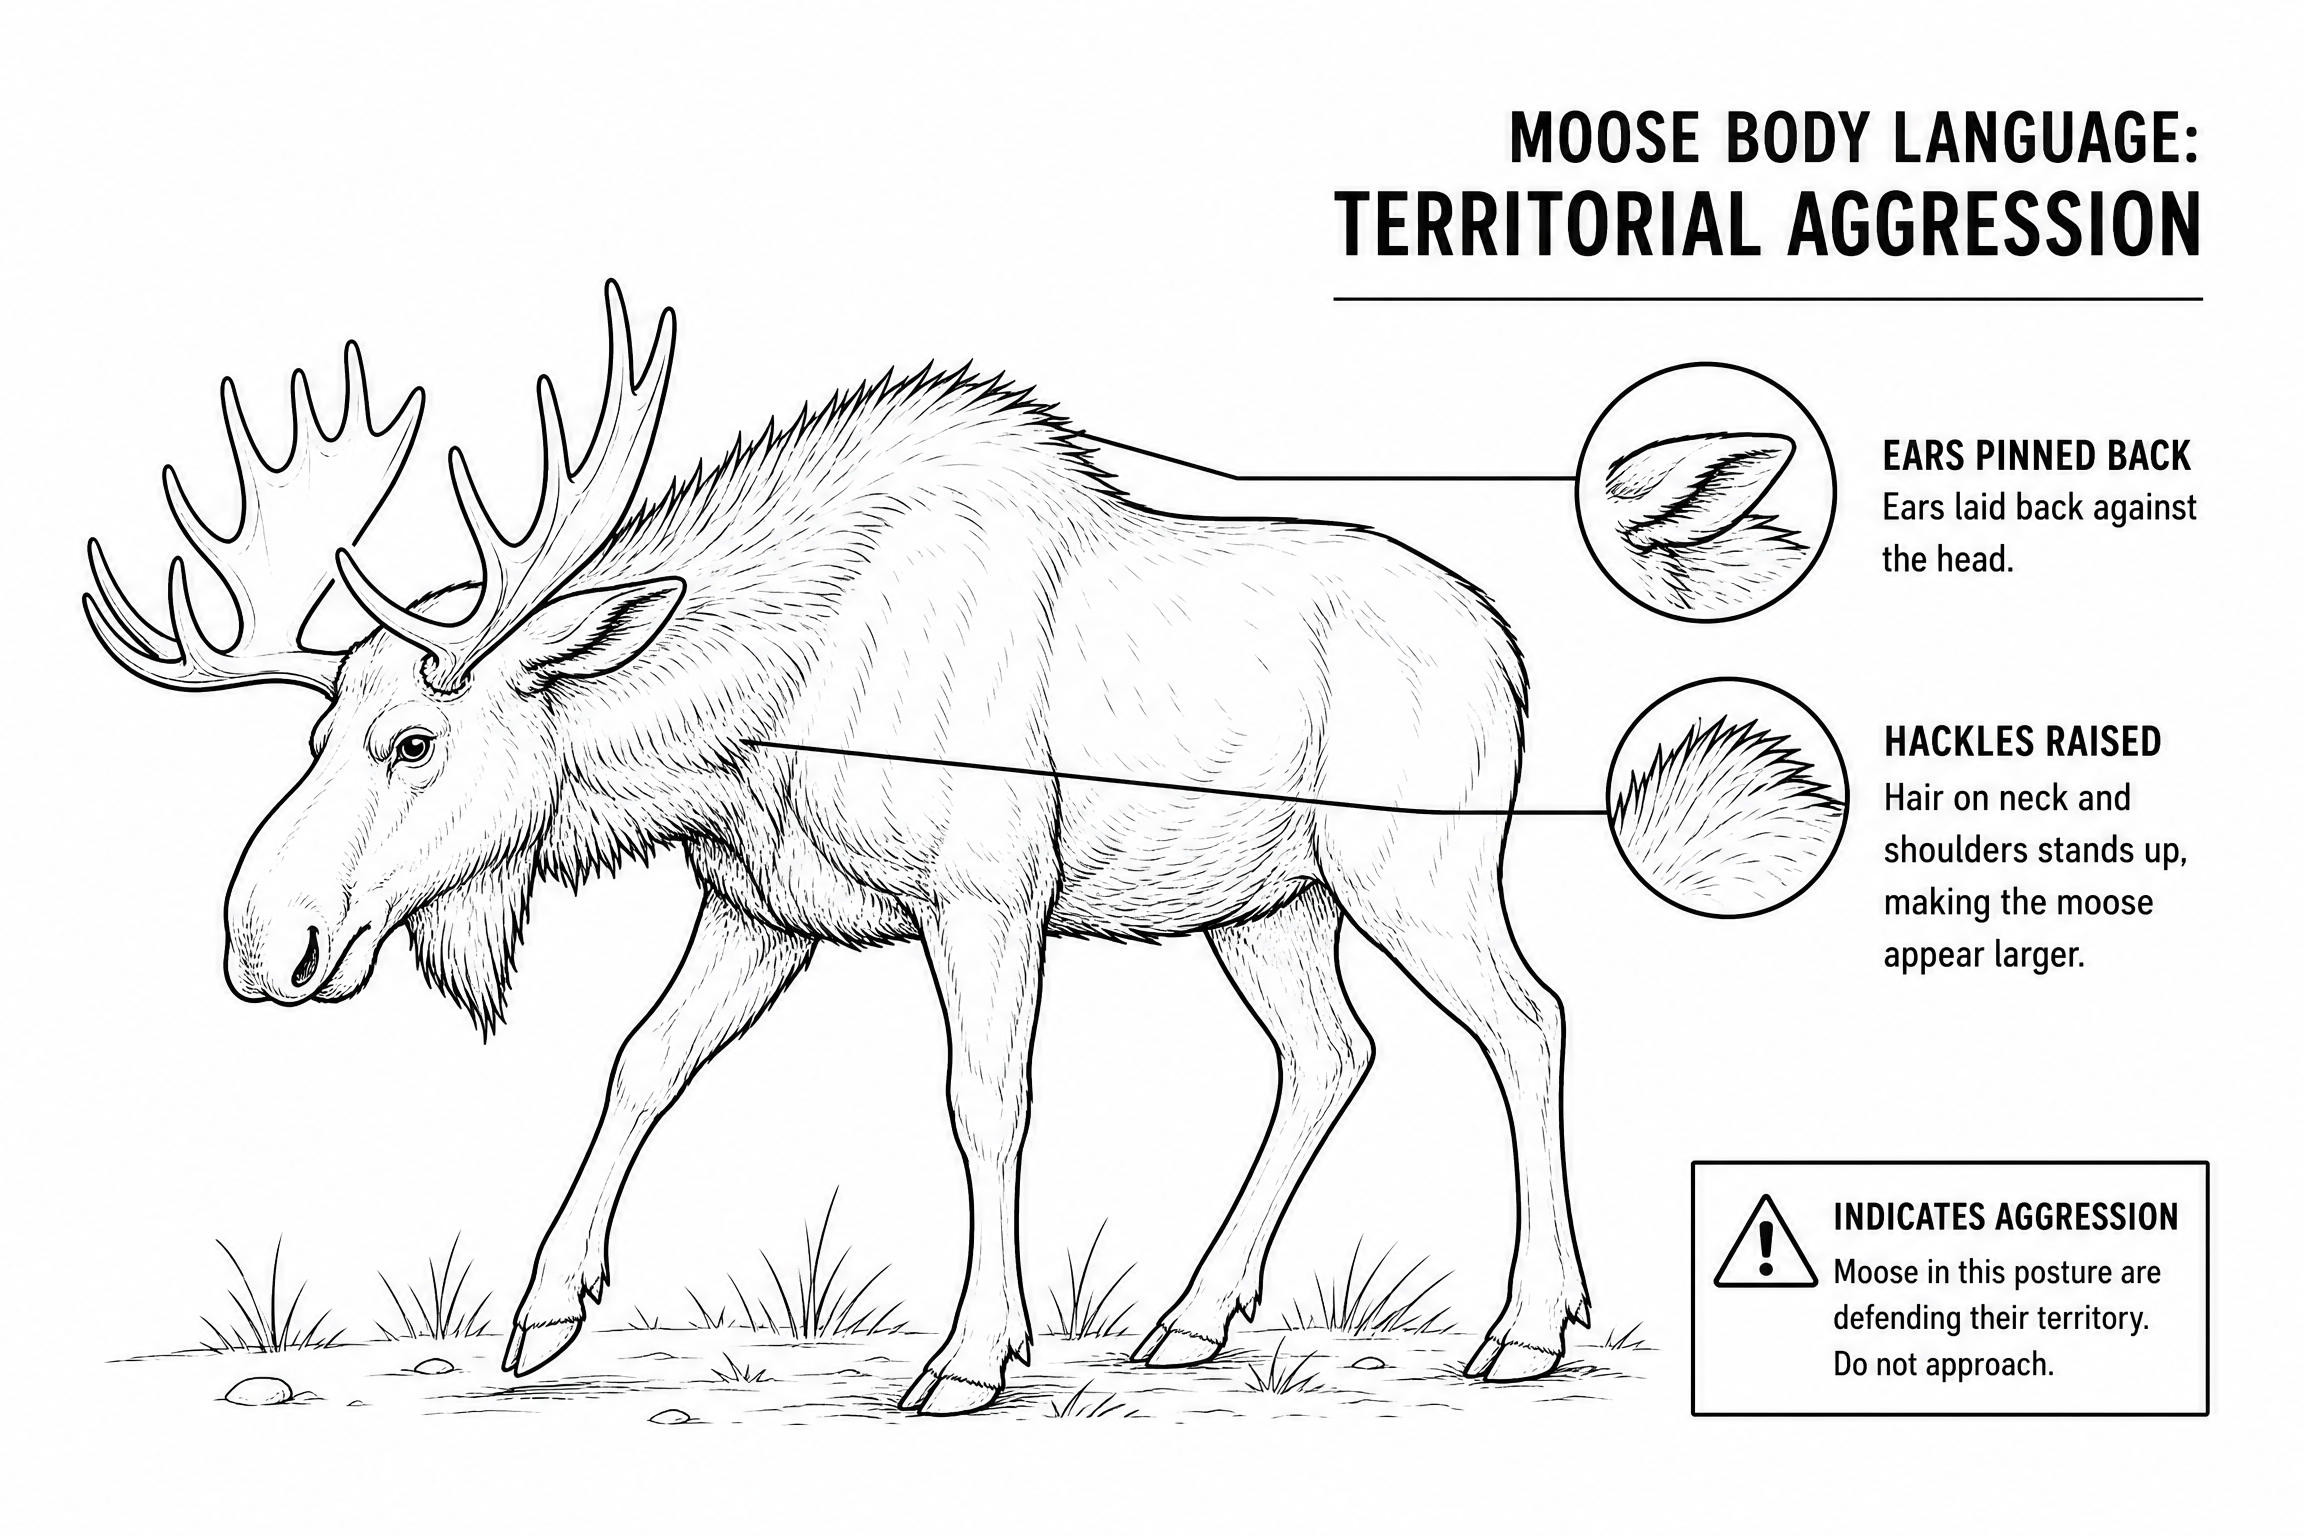 MOOSE BODY LANGUAGE:
TERRITORIAL AGGRESSION
EARS PINNED BACK
Ears laid back against
the head.
HACKLES RAISED
Hair on neck and
shoulders stands up,
making the moose
appear larger.
INDICATES AGGRESSION
Moose in this posture are
defending their territory.
Do not approach.